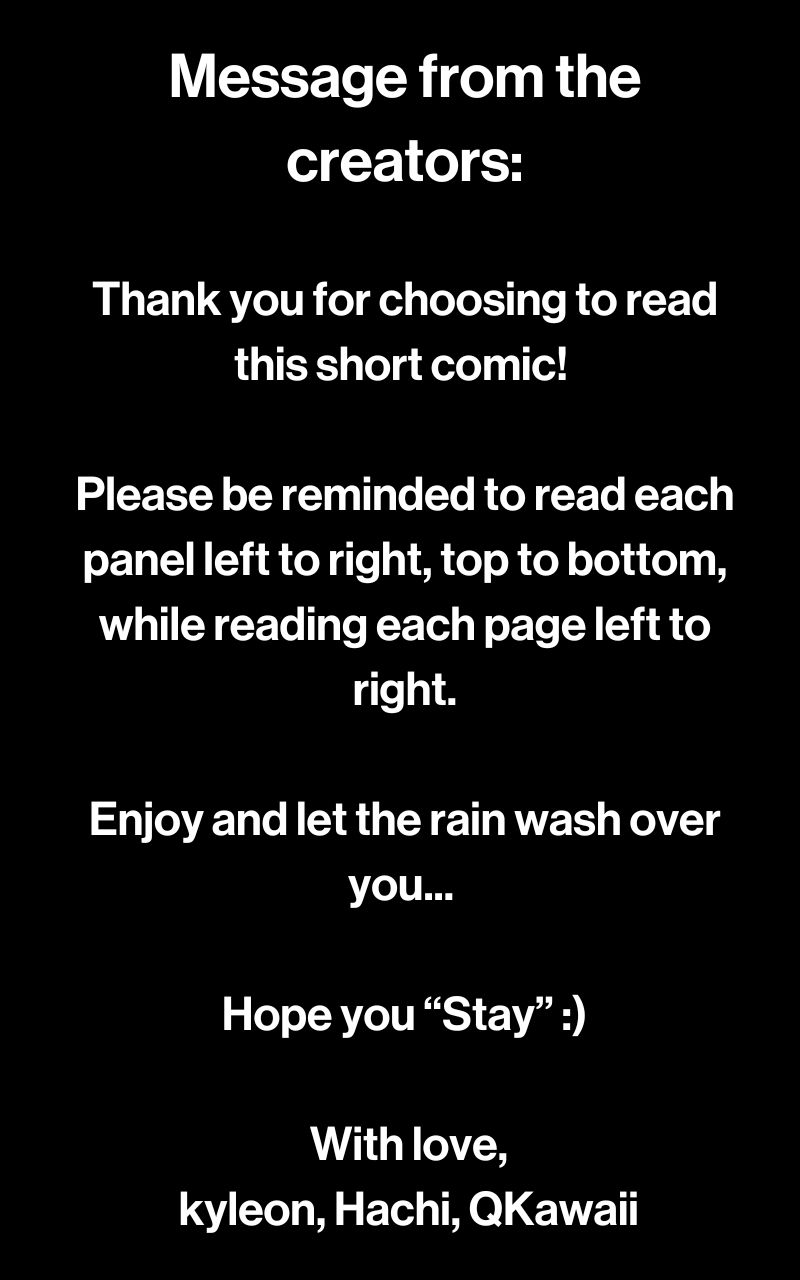 Message from the
creators:
Thank you for choosing to read
this short comic!
Please be reminded to read each
panel left to right, top to bottom,
while reading each page left to
right.
Enjoy and let the rain wash over
you...
Hope you “Stay” :)
With love,
kyleon, Hachi, QKawaii